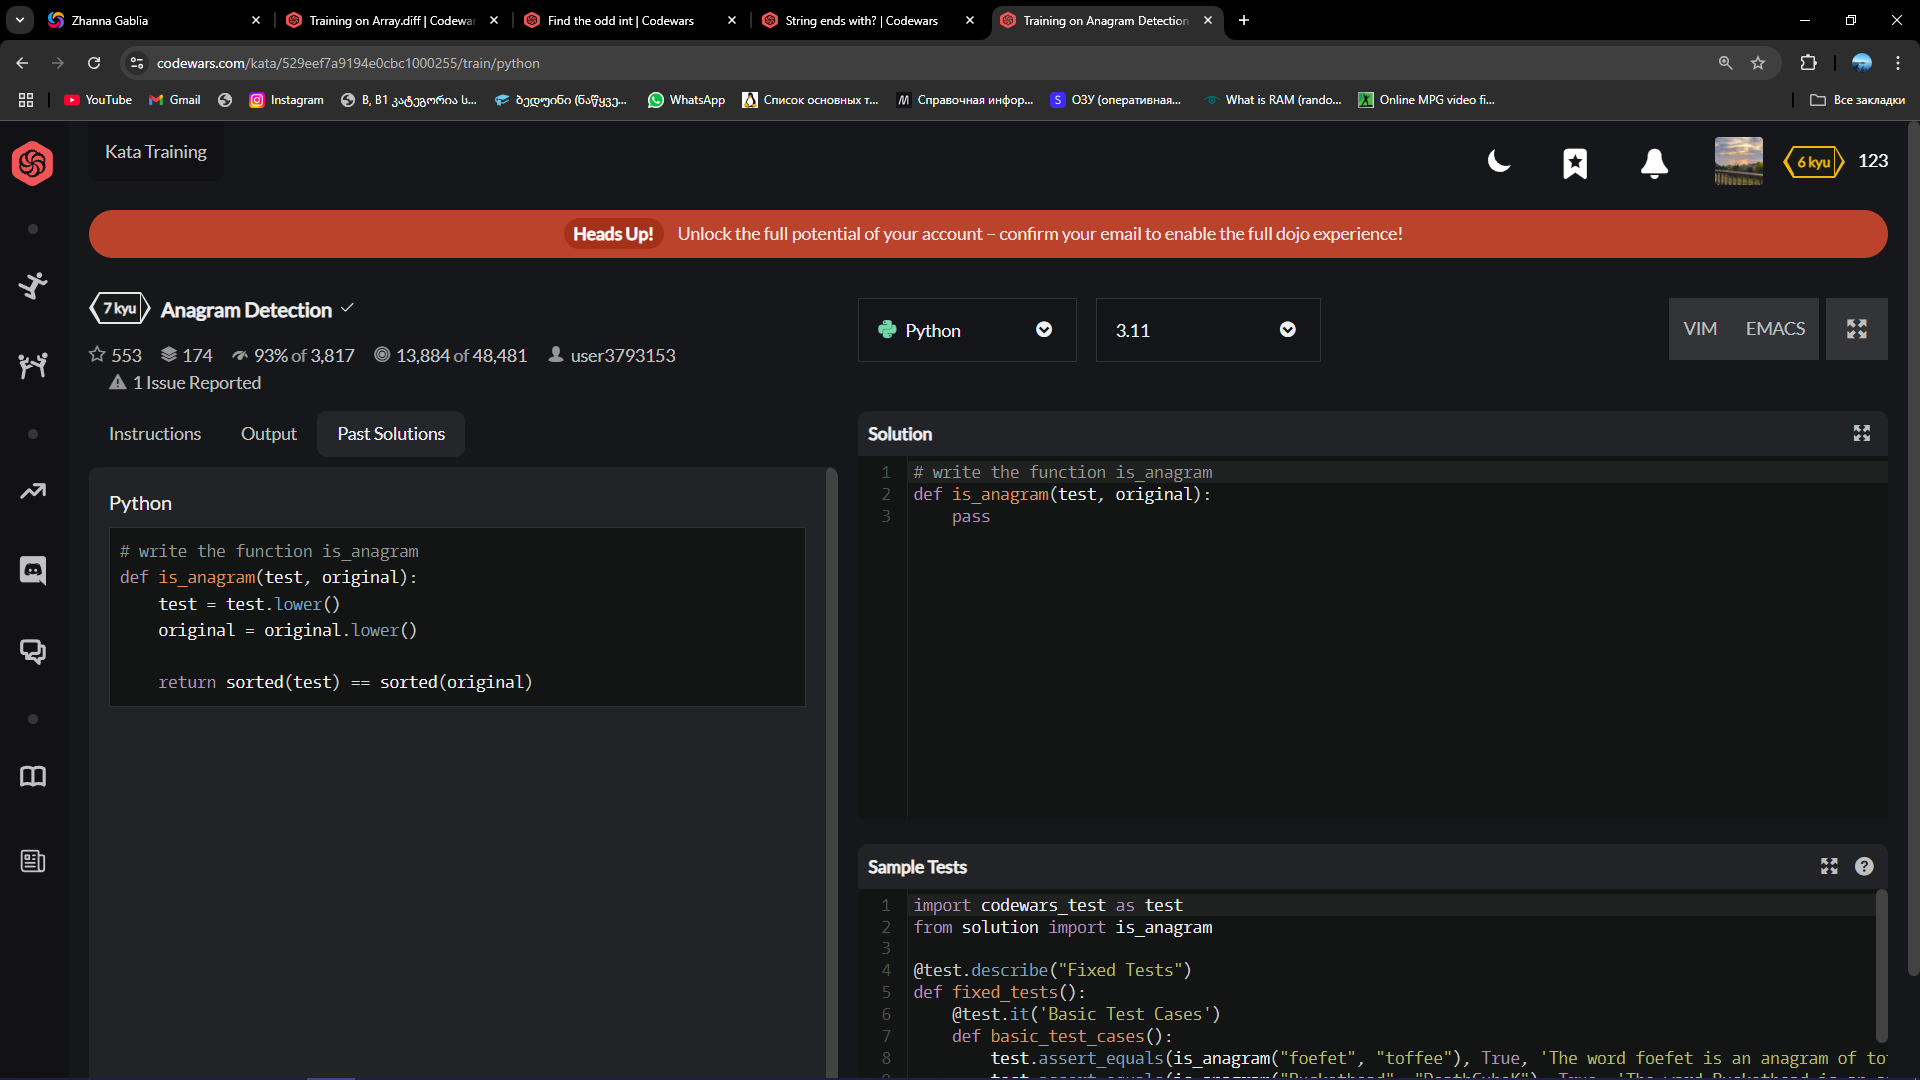 Zhanna Gablia
Training on Array.diff | Codewar
Find the odd int | Codewars
String ends with? | Codewars
Training on Anagram Detection
codewars.com/kata/529eef7a9194e0cbc1000255/train/python
YouTube
Gmail
Instagram
B, B1 კატეგორია ს...
ბედუინი (ნაწყვე...
WhatsApp
Список основных т...
Справочная инфор...
ОЗУ (оперативная...
What is RAM (rando...
Online MPG video fi...
Все закладки
Kata Training
6 kyu
123
Heads Up! Unlock the full potential of your account – confirm your email to enable the full dojo experience!
7 kyu
Anagram Detection
553
174
93% of 3,817
13,884 of 48,481
user3793153
1 Issue Reported
Python
3.11
VIM
EMACS
Instructions
Output
Past Solutions
Python
# write the function is_anagram
def is_anagram(test, original):
test = test.lower()
original = original.lower()
return sorted(test) == sorted(original)
Solution
1 # write the function is_anagram
2 def is_anagram(test, original):
3 pass
Sample Tests
1 import codewars_test as test
2 from solution import is_anagram
3
4 @test.describe("Fixed Tests")
5 def fixed_tests():
6 @test.it('Basic Test Cases')
7 def basic_test_cases():
8 test.assert_equals(is_anagram("foefet", "toffee"), True, 'The word foefet is an anagram of to